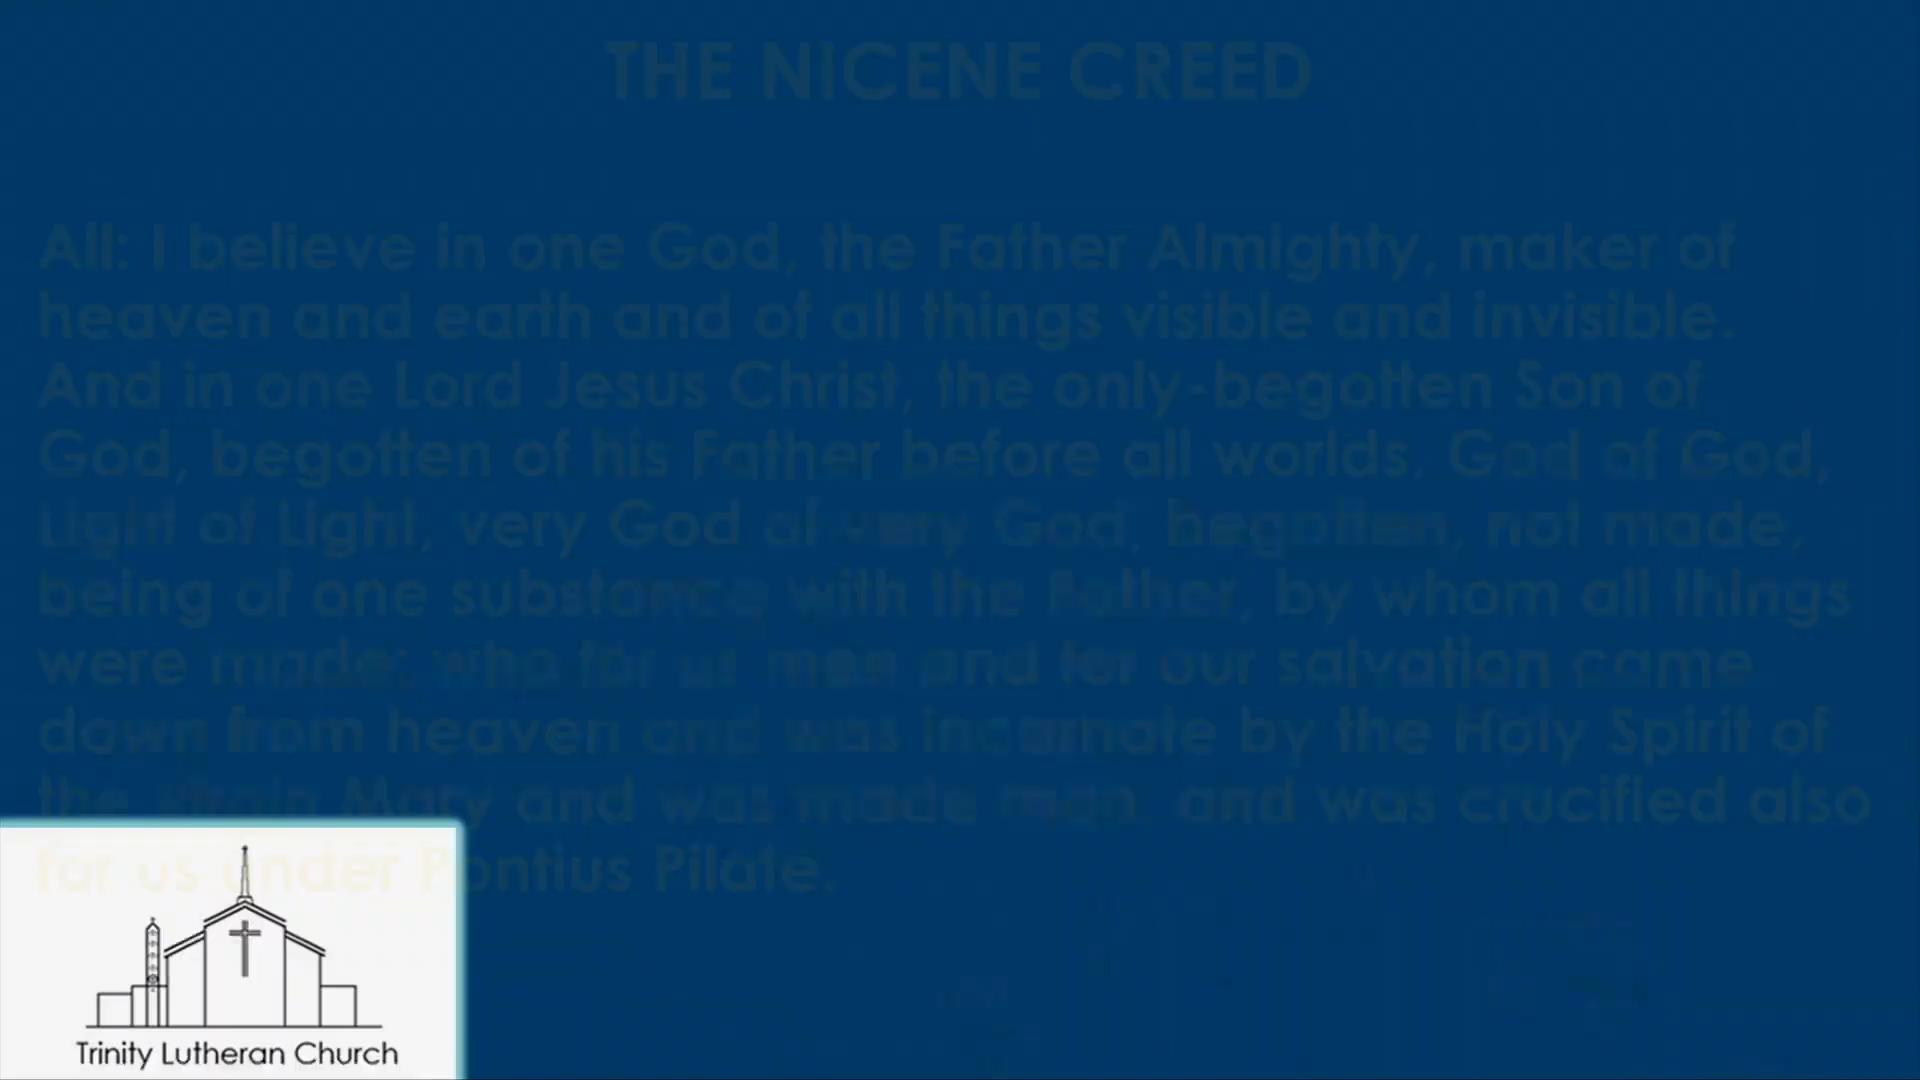 THE NICENE CREED
All: I believe in one God, the Father Almighty, maker of
heaven and earth and of all things visible and invisible.
And in one Lord Jesus Christ, the only-begotten Son of
God, begotten of his Father before all worlds, God of God,
Light of Light, very God of very God, begotten, not made,
being of one substance with the Father, by whom all things
were made; who for us men and for our salvation came
down from heaven and was incarnate by the Holy Spirit of
the virgin Mary and was made man, and was crucified also
for us under Pontius Pilate.
Trinity Lutheran Church